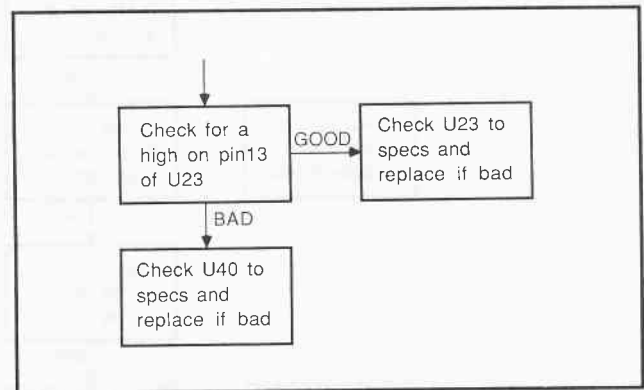 Check for a
high on pin13
of U23
GOOD
Check U23 to
specs and
replace if bad
BAD
Check U40 to
specs and
replace if bad